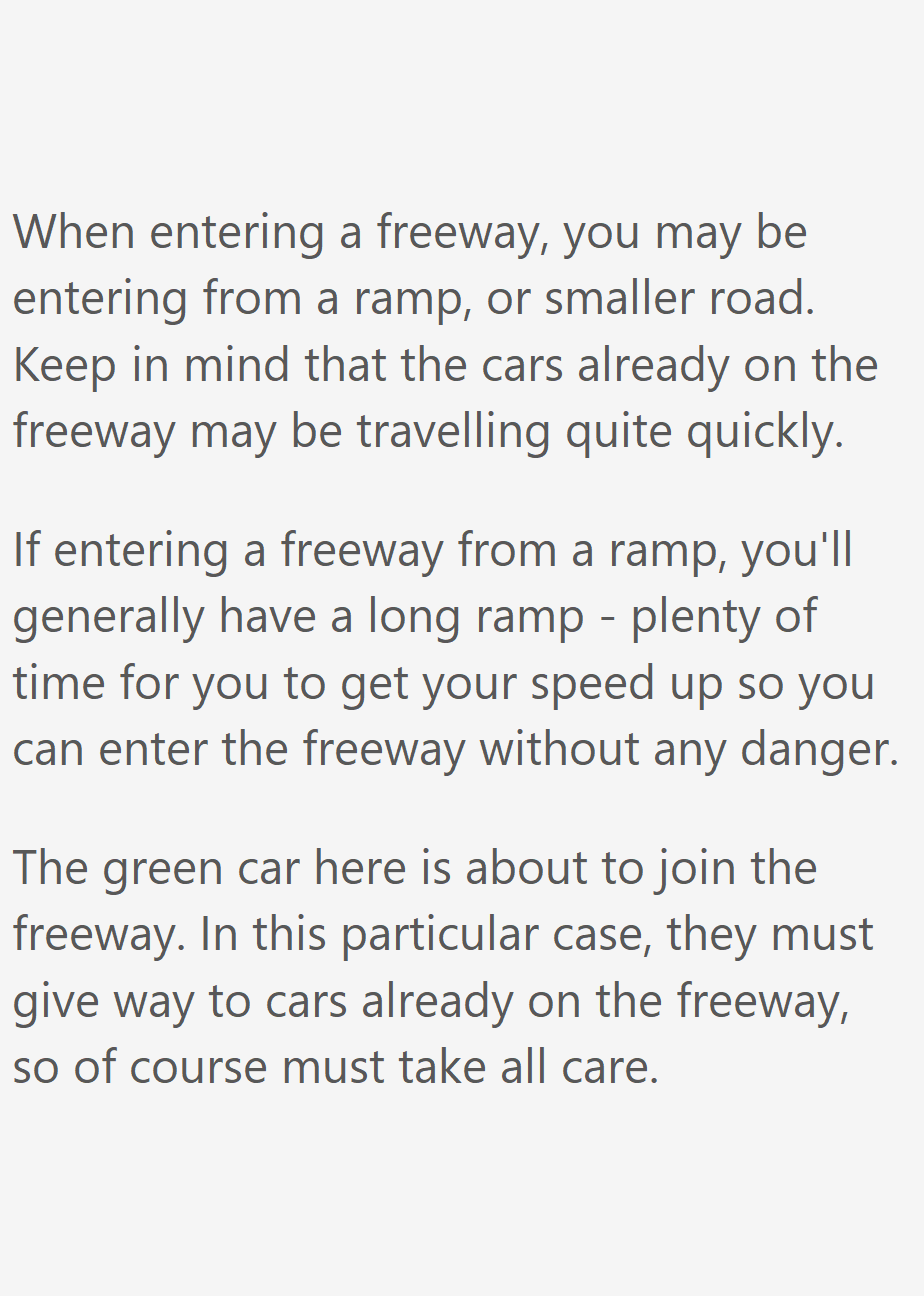 When entering a freeway, you may be
entering from a ramp, or smaller road.
Keep in mind that the cars already on the
freeway may be travelling quite quickly.
If entering a freeway from a ramp, you'll
generally have a long ramp - plenty of
time for you to get your speed up so you
can enter the freeway without any danger.
The green car here is about to join the
freeway. In this particular case, they must
give way to cars already on the freeway,
so of course must take all care.